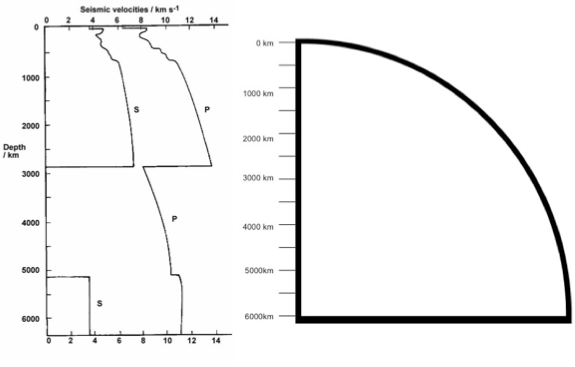 Seismic velocities / km s⁻¹
0 2 4 6 8 10 12 14
0
1000
2000
Depth
/ km
3000
4000
5000
6000
S
P
P
S
0 2 4 6 8 10 12 14
0 km
1000 km
2000 km
3000 km
4000 km
5000km
6000km